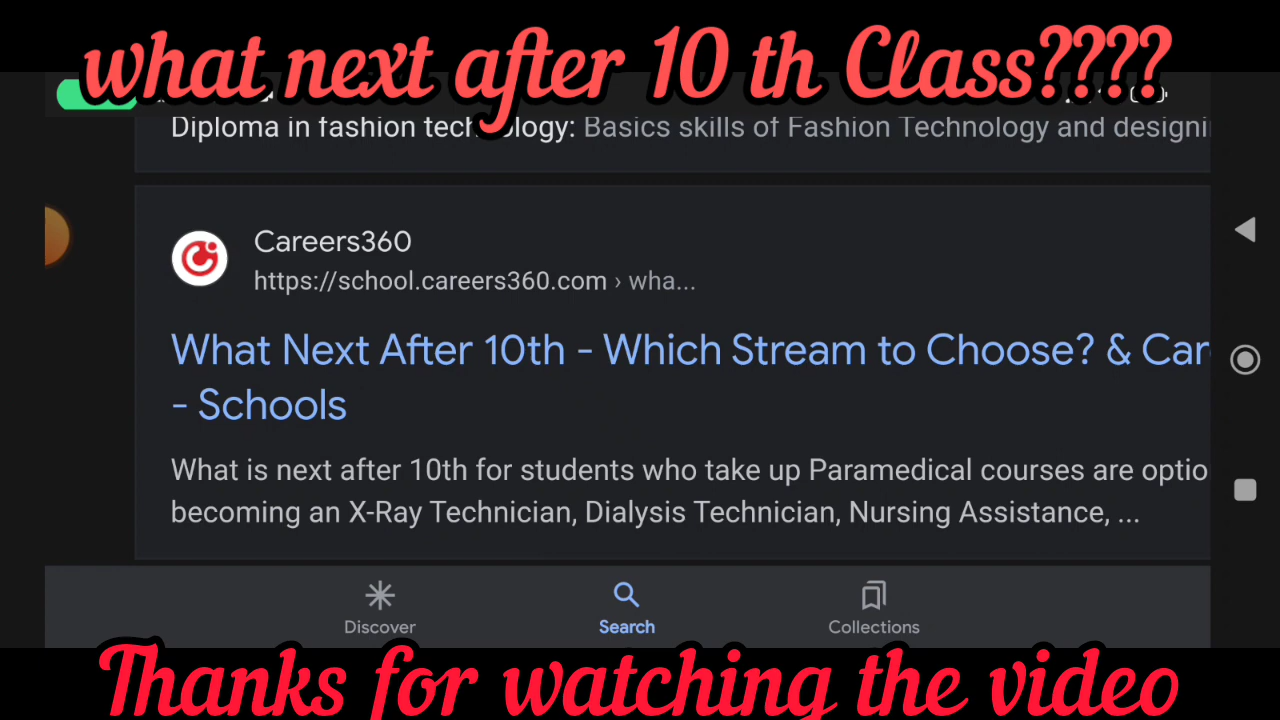 what next after 10 th Class????
Diploma in fashion technology: Basics skills of Fashion Technology and designi
Careers360
https://school.careers360.com › wha...
What Next After 10th - Which Stream to Choose? & Car
- Schools
What is next after 10th for students who take up Paramedical courses are optio
becoming an X-Ray Technician, Dialysis Technician, Nursing Assistance, ...
Discover
Search
Collections
Thanks for watching the video